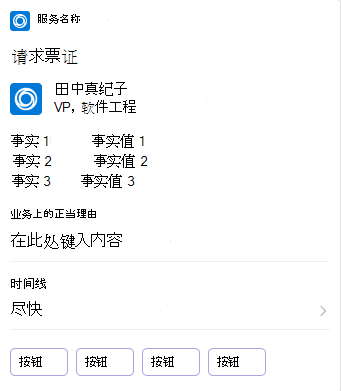 服务名称
请求票证
田中真纪子
VP，软件工程
事实 1 事实值 1
事实 2 事实值 2
事实 3 事实值 3
业务上的正当理由
在此处键入内容
时间线
尽快
按钮 按钮 按钮 按钮